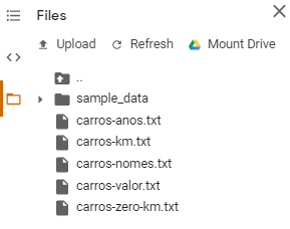 Files
Upload Refresh Mount Drive
..
sample_data
carros-anos.txt
carros-km.txt
carros-nomes.txt
carros-valor.txt
carros-zero-km.txt